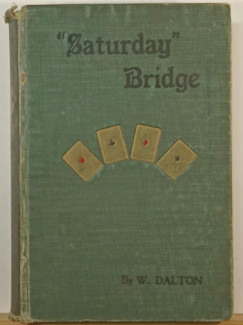 "Saturday"
Bridge
By W. DALTON